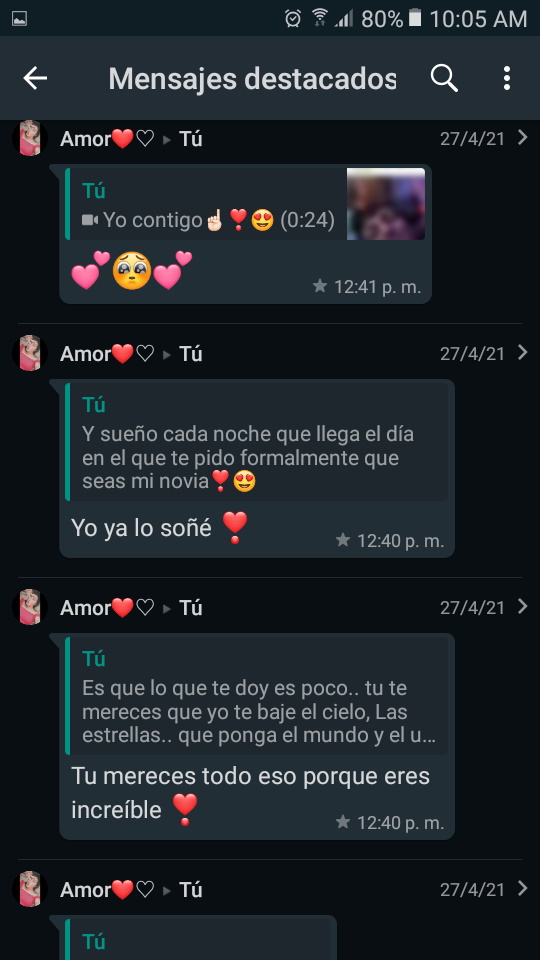 80% 10:05 AM
Mensajes destacados
Amor❤️♡ ▸ Tú 27/4/21
Tú
Yo contigo☝🏻❣️😍 (0:24)
💕🥺💕
★ 12:41 p. m.
Amor❤️♡ ▸ Tú 27/4/21
Tú
Y sueño cada noche que llega el día
en el que te pido formalmente que
seas mi novia❣️😍
Yo ya lo soñé ❣️
★ 12:40 p. m.
Amor❤️♡ ▸ Tú 27/4/21
Tú
Es que lo que te doy es poco.. tu te
mereces que yo te baje el cielo, Las
estrellas.. que ponga el mundo y el u...
Tu mereces todo eso porque eres
increíble ❣️
★ 12:40 p. m.
Amor❤️♡ ▸ Tú 27/4/21
Tú